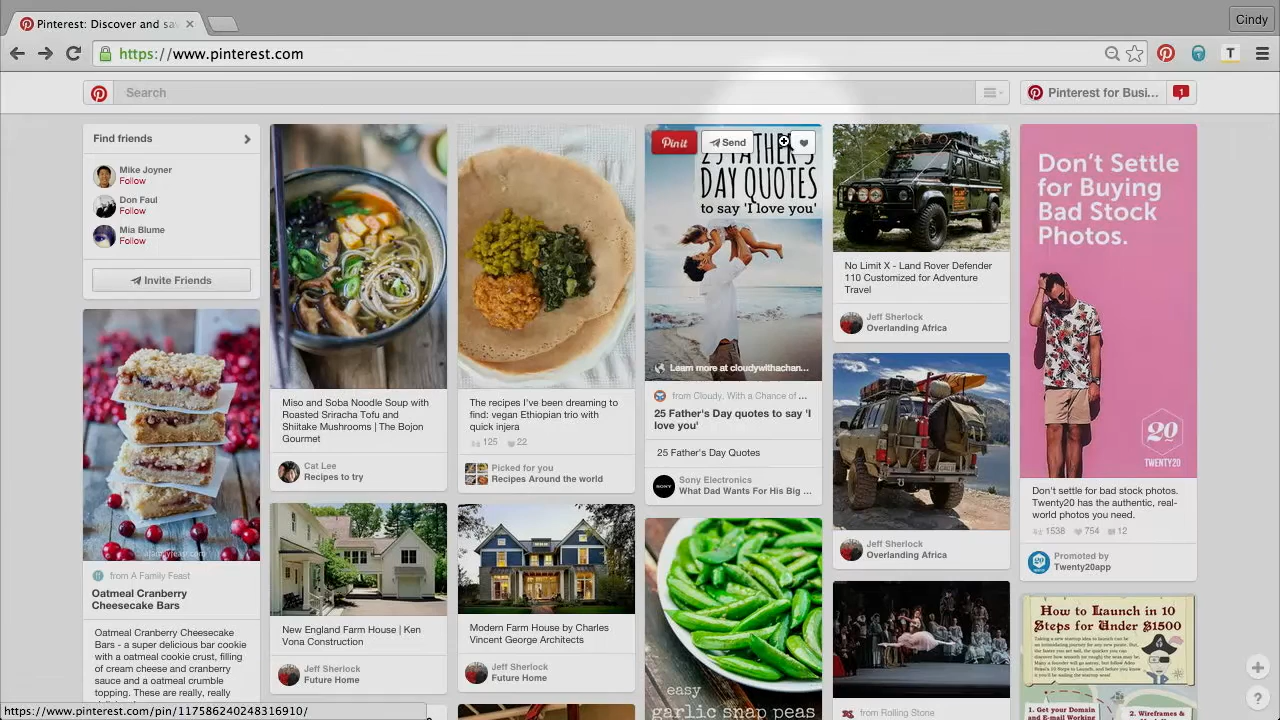 Pinterest: Discover and sa
Cindy
https://www.pinterest.com
T
Search
Pinterest for Busi...
1
Find friends
Mike Joyner
Follow
Don Faul
Follow
Mia Blume
Follow
Invite Friends
afamilyfeast.com
from A Family Feast
Oatmeal Cranberry
Cheesecake Bars
Oatmeal Cranberry Cheesecake
Bars - a super delicious bar cookie
with a oatmeal cookie crust, filling
of cream cheese and cranberry
sauce and a oatmeal crumble
topping. These are really, really
https://www.pinterest.com/pin/117586240248316910/
Miso and Soba Noodle Soup with
Roasted Sriracha Tofu and
Shiitake Mushrooms | The Bojon
Gourmet
Cat Lee
Recipes to try
New England Farm House | Ken
Vona Construction
Jeff Sherlock
Future Home
The recipes I've been dreaming to
find: vegan Ethiopian trio with
quick injera
125 22
Picked for you
Recipes Around the world
Modern Farm House by Charles
Vincent George Architects
Jeff Sherlock
Future Home
Pin it
Send
25 FATHER'S
DAY QUOTES
to say 'I love you'
Learn more at cloudywithachan...
from Cloudy, With a Chance of ...
25 Father's Day quotes to say 'I
love you'
25 Father's Day Quotes
SONY
Sony Electronics
What Dad Wants For His Big ...
easy
garlic snap peas
No Limit X - Land Rover Defender
110 Customized for Adventure
Travel
Jeff Sherlock
Overlanding Africa
Jeff Sherlock
Overlanding Africa
from Rolling Stone
Don't Settle
for Buying
Bad Stock
Photos.
20
TWENTY20
Don't settle for bad stock photos.
Twenty20 has the authentic, real-
world photos you need.
1538 754 12
Promoted by
Twenty20app
How to Launch in 10
Steps for Under $1500
1. Get your Domain
and E-mail Working
2. Wireframes &
?